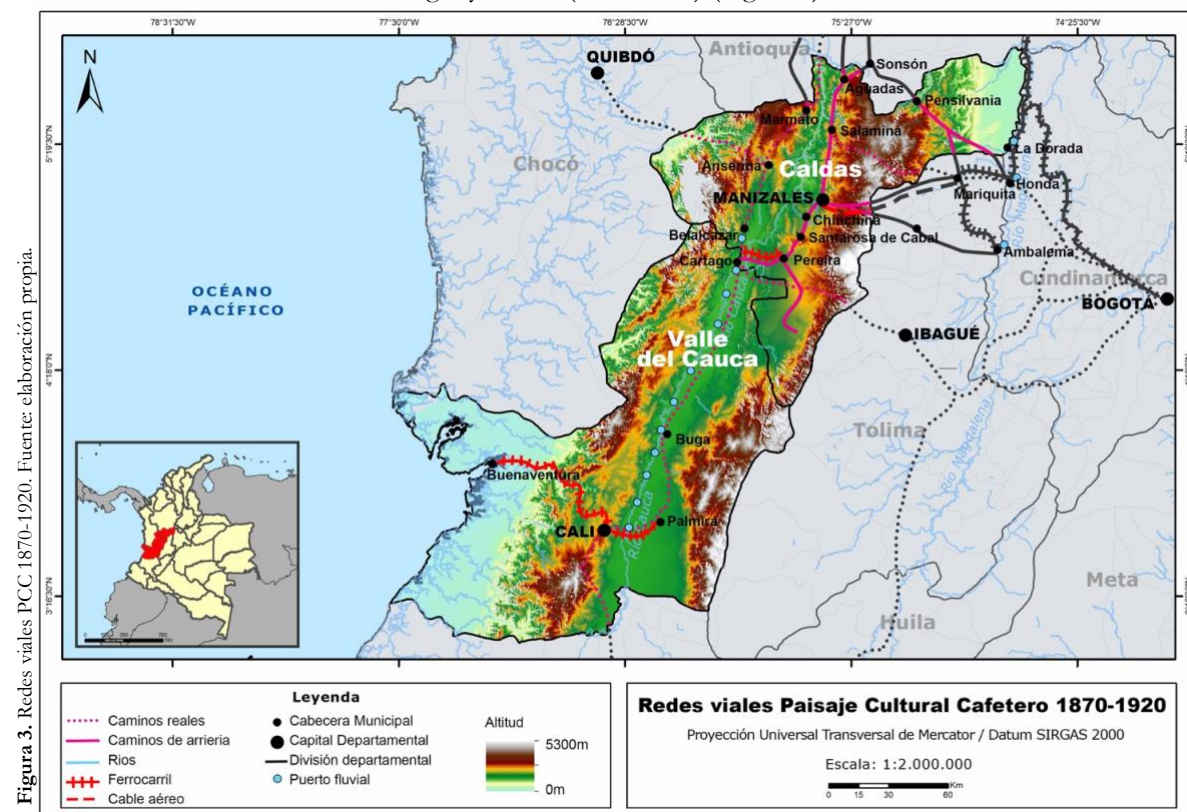 78°31'30"W
77°30'0"W
76°28'30"W
75°27'0"W
74°25'30"W
N
QUIBDÓ
Antioquia
Sonsón
Aguadas
Pensilvania
Marmato
Salamina
5°19'30"N
La Dorada
Chocó
Anserma
Caldas
Mariquita
Honda
MANIZALES
Chinchiná
Río Magdalena
Belalcázar
Santarosa de Cabal
Ambalema
Cartago
Pereira
Cundinamarca
OCÉANO
PACÍFICO
Río Cauca
BOGOTÁ
IBAGUÉ
Valle
del Cauca
4°18'0"N
Tolima
Buga
Río Magdalena
Buenaventura
Río Cauca
Palmira
CALI
Meta
3°16'30"N
Huila
Km
Figura 3. Redes viales PCC 1870-1920. Fuente: elaboración propia.
Leyenda
Caminos reales
Caminos de arriería
Rios
Ferrocarril
Cable aéreo
Cabecera Municipal
Capital Departamental
División departamental
Puerto fluvial
Altitud
5300m
0m
Redes viales Paisaje Cultural Cafetero 1870-1920
Proyección Universal Transversal de Mercator / Datum SIRGAS 2000
Escala: 1:2.000.000
Km
0 15 30 60